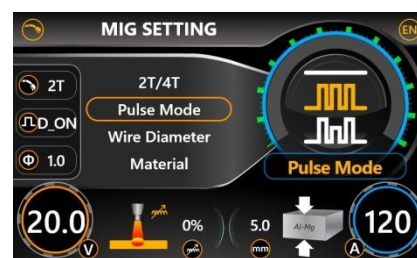 MIG SETTING
EN
2T
2T/4T
D_ON
Pulse Mode
Φ 1.0
Wire Diameter
Material
Pulse Mode
20.0
V
0%
5.0
mm
Al-Mg
120
A